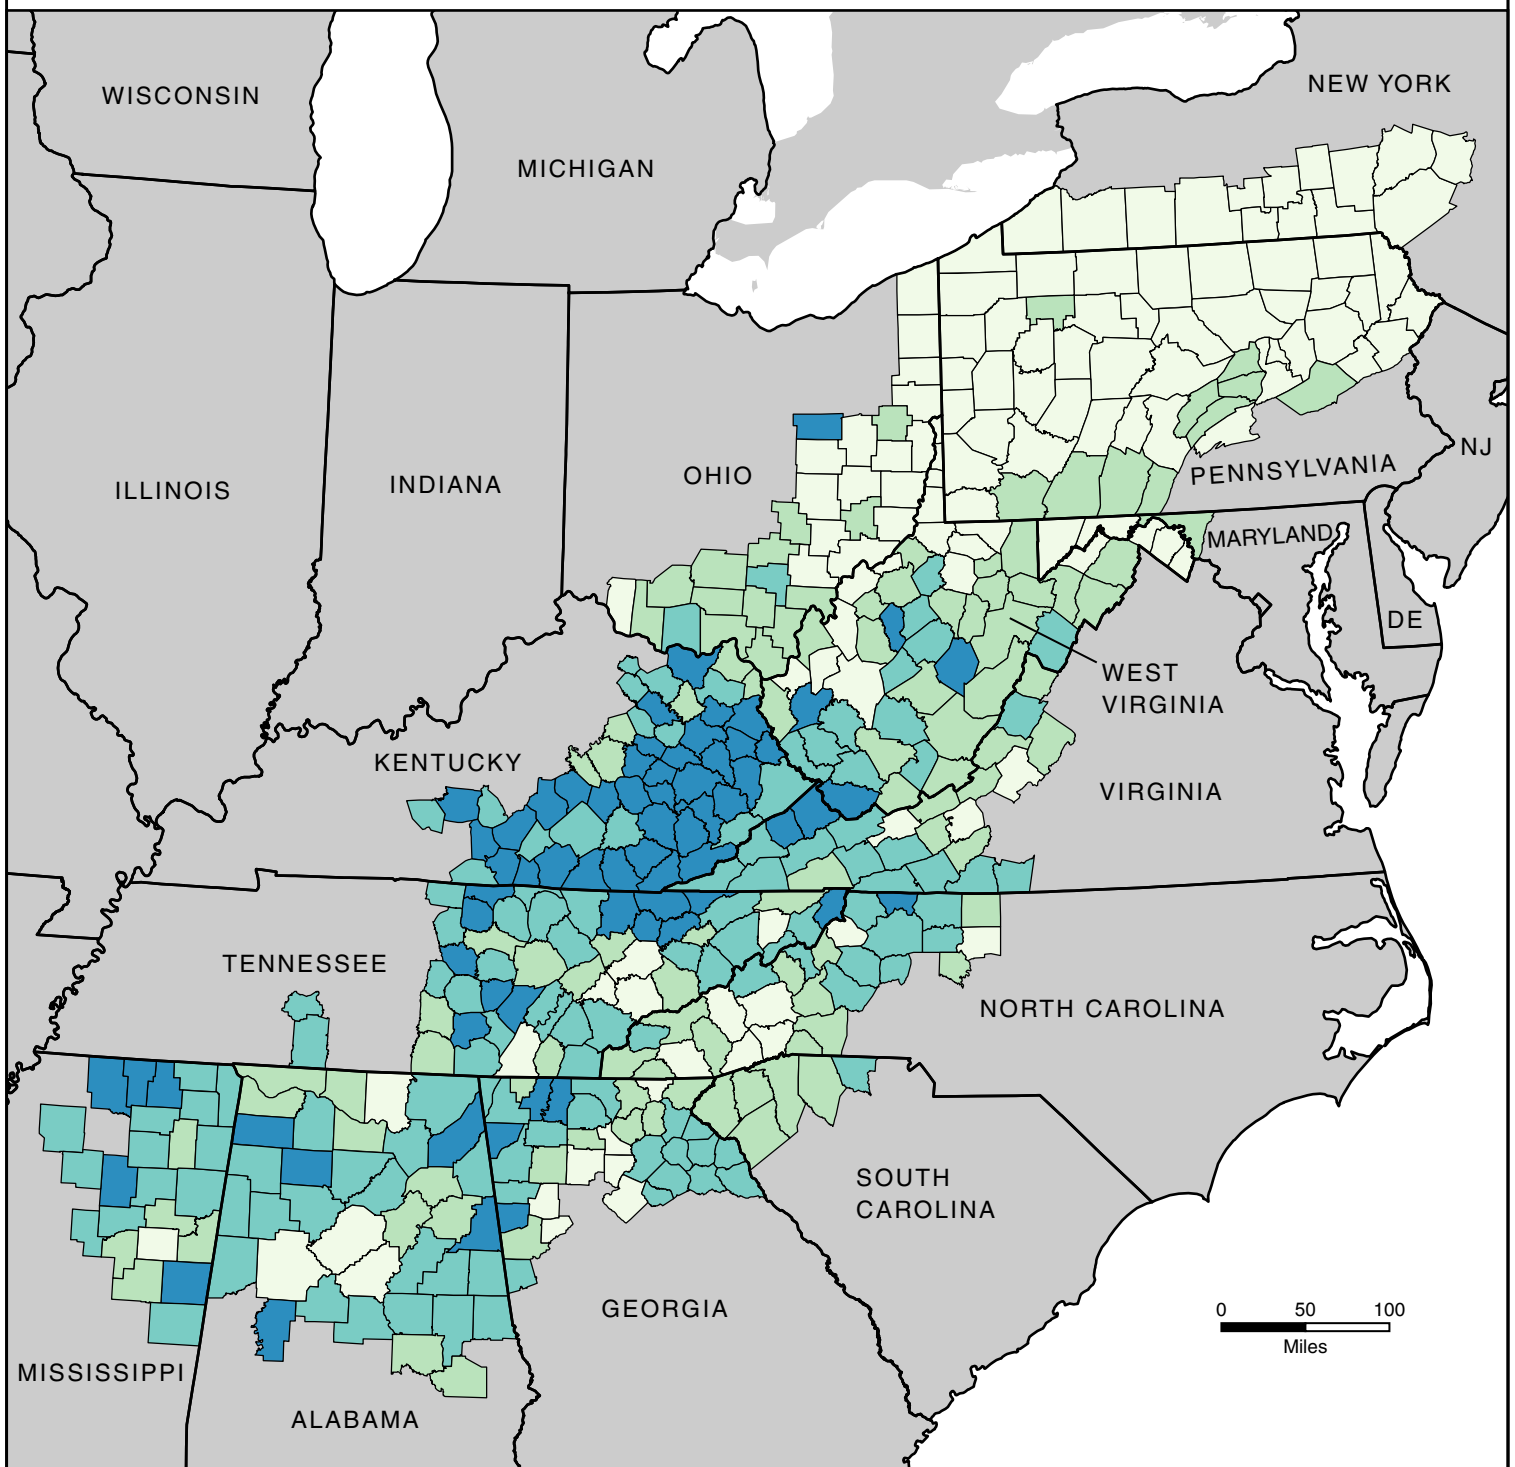 WISCONSIN
NEW YORK
MICHIGAN
ILLINOIS
INDIANA
OHIO
PENNSYLVANIA
NJ
MARYLAND
DE
WEST
VIRGINIA
KENTUCKY
VIRGINIA
TENNESSEE
NORTH CAROLINA
SOUTH
CAROLINA
GEORGIA
MISSISSIPPI
ALABAMA
0 50 100
Miles